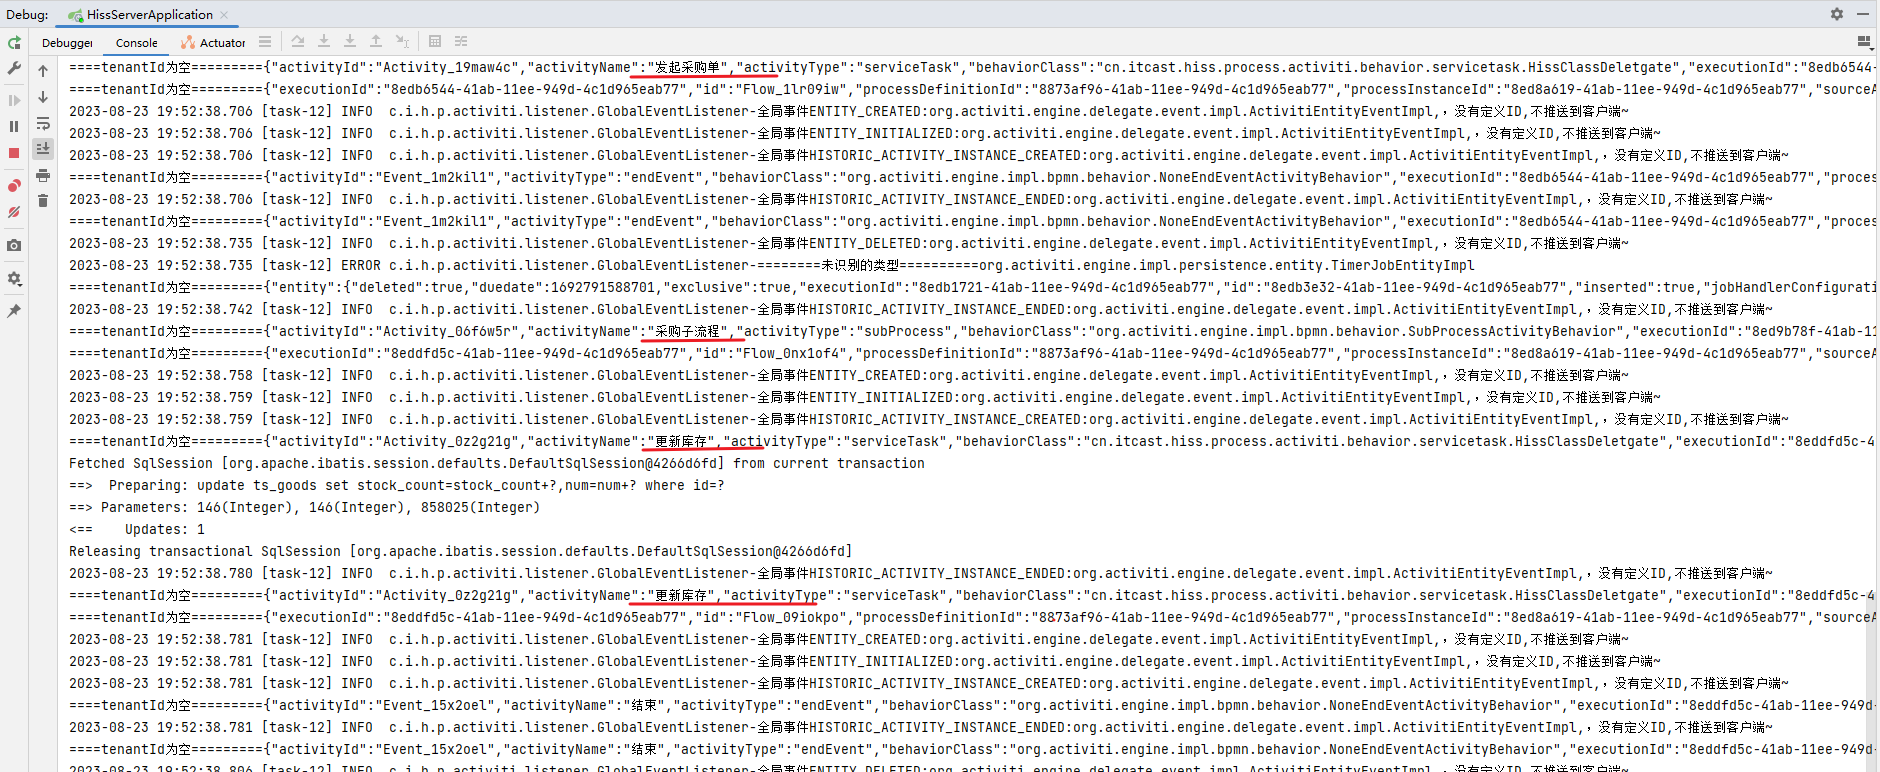 Debug: HissServerApplication
Debugger Console Actuator
====tenantId为空========={"activityId":"Activity_19maw4c","activityName":"发起采购单","activityType":"serviceTask","behaviorClass":"cn.itcast.hiss.process.activiti.behavior.servicetask.HissClassDeletgate","executionId":"8edb6544-
====tenantId为空========={"executionId":"8edb6544-41ab-11ee-949d-4c1d965eab77","id":"Flow_1lr09iw","processDefinitionId":"8873af96-41ab-11ee-949d-4c1d965eab77","processInstanceId":"8ed8a619-41ab-11ee-949d-4c1d965eab77","sourceA
2023-08-23 19:52:38.706 [task-12] INFO  c.i.h.p.activiti.listener.GlobalEventListener-全局事件ENTITY_CREATED:org.activiti.engine.delegate.event.impl.ActivitiEntityEventImpl,，没有定义ID,不推送到客户端~
2023-08-23 19:52:38.706 [task-12] INFO  c.i.h.p.activiti.listener.GlobalEventListener-全局事件ENTITY_INITIALIZED:org.activiti.engine.delegate.event.impl.ActivitiEntityEventImpl,，没有定义ID,不推送到客户端~
2023-08-23 19:52:38.706 [task-12] INFO  c.i.h.p.activiti.listener.GlobalEventListener-全局事件HISTORIC_ACTIVITY_INSTANCE_CREATED:org.activiti.engine.delegate.event.impl.ActivitiEntityEventImpl,，没有定义ID,不推送到客户端~
====tenantId为空========={"activityId":"Event_1m2kil1","activityType":"endEvent","behaviorClass":"org.activiti.engine.impl.bpmn.behavior.NoneEndEventActivityBehavior","executionId":"8edb6544-41ab-11ee-949d-4c1d965eab77","proces
2023-08-23 19:52:38.706 [task-12] INFO  c.i.h.p.activiti.listener.GlobalEventListener-全局事件HISTORIC_ACTIVITY_INSTANCE_ENDED:org.activiti.engine.delegate.event.impl.ActivitiEntityEventImpl,，没有定义ID,不推送到客户端~
====tenantId为空========={"activityId":"Event_1m2kil1","activityType":"endEvent","behaviorClass":"org.activiti.engine.impl.bpmn.behavior.NoneEndEventActivityBehavior","executionId":"8edb6544-41ab-11ee-949d-4c1d965eab77","proces
2023-08-23 19:52:38.735 [task-12] INFO  c.i.h.p.activiti.listener.GlobalEventListener-全局事件ENTITY_DELETED:org.activiti.engine.delegate.event.impl.ActivitiEntityEventImpl,，没有定义ID,不推送到客户端~
2023-08-23 19:52:38.735 [task-12] ERROR c.i.h.p.activiti.listener.GlobalEventListener-========未识别的类型==========org.activiti.engine.impl.persistence.entity.TimerJobEntityImpl
====tenantId为空========={"entity":{"deleted":true,"duedate":1692791588701,"exclusive":true,"executionId":"8edb1721-41ab-11ee-949d-4c1d965eab77","id":"8edb3e32-41ab-11ee-949d-4c1d965eab77","inserted":true,"jobHandlerConfigurati
2023-08-23 19:52:38.742 [task-12] INFO  c.i.h.p.activiti.listener.GlobalEventListener-全局事件HISTORIC_ACTIVITY_INSTANCE_ENDED:org.activiti.engine.delegate.event.impl.ActivitiEntityEventImpl,，没有定义ID,不推送到客户端~
====tenantId为空========={"activityId":"Activity_06f6w5r","activityName":"采购子流程","activityType":"subProcess","behaviorClass":"org.activiti.engine.impl.bpmn.behavior.SubProcessActivityBehavior","executionId":"8ed9b78f-41ab-11
====tenantId为空========={"executionId":"8eddfd5c-41ab-11ee-949d-4c1d965eab77","id":"Flow_0nx1of4","processDefinitionId":"8873af96-41ab-11ee-949d-4c1d965eab77","processInstanceId":"8ed8a619-41ab-11ee-949d-4c1d965eab77","sourceA
2023-08-23 19:52:38.758 [task-12] INFO  c.i.h.p.activiti.listener.GlobalEventListener-全局事件ENTITY_CREATED:org.activiti.engine.delegate.event.impl.ActivitiEntityEventImpl,，没有定义ID,不推送到客户端~
2023-08-23 19:52:38.759 [task-12] INFO  c.i.h.p.activiti.listener.GlobalEventListener-全局事件ENTITY_INITIALIZED:org.activiti.engine.delegate.event.impl.ActivitiEntityEventImpl,，没有定义ID,不推送到客户端~
2023-08-23 19:52:38.759 [task-12] INFO  c.i.h.p.activiti.listener.GlobalEventListener-全局事件HISTORIC_ACTIVITY_INSTANCE_CREATED:org.activiti.engine.delegate.event.impl.ActivitiEntityEventImpl,，没有定义ID,不推送到客户端~
====tenantId为空========={"activityId":"Activity_0z2g21g","activityName":"更新库存","activityType":"serviceTask","behaviorClass":"cn.itcast.hiss.process.activiti.behavior.servicetask.HissClassDeletgate","executionId":"8eddfd5c-4
Fetched SqlSession [org.apache.ibatis.session.defaults.DefaultSqlSession@4266d6fd] from current transaction
==>  Preparing: update ts_goods set stock_count=stock_count+?,num=num+? where id=?
==> Parameters: 146(Integer), 146(Integer), 858025(Integer)
<==    Updates: 1
Releasing transactional SqlSession [org.apache.ibatis.session.defaults.DefaultSqlSession@4266d6fd]
2023-08-23 19:52:38.780 [task-12] INFO  c.i.h.p.activiti.listener.GlobalEventListener-全局事件HISTORIC_ACTIVITY_INSTANCE_ENDED:org.activiti.engine.delegate.event.impl.ActivitiEntityEventImpl,，没有定义ID,不推送到客户端~
====tenantId为空========={"activityId":"Activity_0z2g21g","activityName":"更新库存","activityType":"serviceTask","behaviorClass":"cn.itcast.hiss.process.activiti.behavior.servicetask.HissClassDeletgate","executionId":"8eddfd5c-4
====tenantId为空========={"executionId":"8eddfd5c-41ab-11ee-949d-4c1d965eab77","id":"Flow_09iokpo","processDefinitionId":"8873af96-41ab-11ee-949d-4c1d965eab77","processInstanceId":"8ed8a619-41ab-11ee-949d-4c1d965eab77","sourceA
2023-08-23 19:52:38.781 [task-12] INFO  c.i.h.p.activiti.listener.GlobalEventListener-全局事件ENTITY_CREATED:org.activiti.engine.delegate.event.impl.ActivitiEntityEventImpl,，没有定义ID,不推送到客户端~
2023-08-23 19:52:38.781 [task-12] INFO  c.i.h.p.activiti.listener.GlobalEventListener-全局事件ENTITY_INITIALIZED:org.activiti.engine.delegate.event.impl.ActivitiEntityEventImpl,，没有定义ID,不推送到客户端~
2023-08-23 19:52:38.781 [task-12] INFO  c.i.h.p.activiti.listener.GlobalEventListener-全局事件HISTORIC_ACTIVITY_INSTANCE_CREATED:org.activiti.engine.delegate.event.impl.ActivitiEntityEventImpl,，没有定义ID,不推送到客户端~
====tenantId为空========={"activityId":"Event_15x2oel","activityName":"结束","activityType":"endEvent","behaviorClass":"org.activiti.engine.impl.bpmn.behavior.NoneEndEventActivityBehavior","executionId":"8eddfd5c-41ab-11ee-949d-
2023-08-23 19:52:38.781 [task-12] INFO  c.i.h.p.activiti.listener.GlobalEventListener-全局事件HISTORIC_ACTIVITY_INSTANCE_ENDED:org.activiti.engine.delegate.event.impl.ActivitiEntityEventImpl,，没有定义ID,不推送到客户端~
====tenantId为空========={"activityId":"Event_15x2oel","activityName":"结束","activityType":"endEvent","behaviorClass":"org.activiti.engine.impl.bpmn.behavior.NoneEndEventActivityBehavior","executionId":"8eddfd5c-41ab-11ee-949d-
2023-08-23 19:52:38.806 [task-12] INFO  c.i.h.p.activiti.listener.GlobalEventListener-全局事件ENTITY_DELETED:org.activiti.engine.delegate.event.impl.ActivitiEntityEventImpl,，没有定义ID,不推送到客户端~